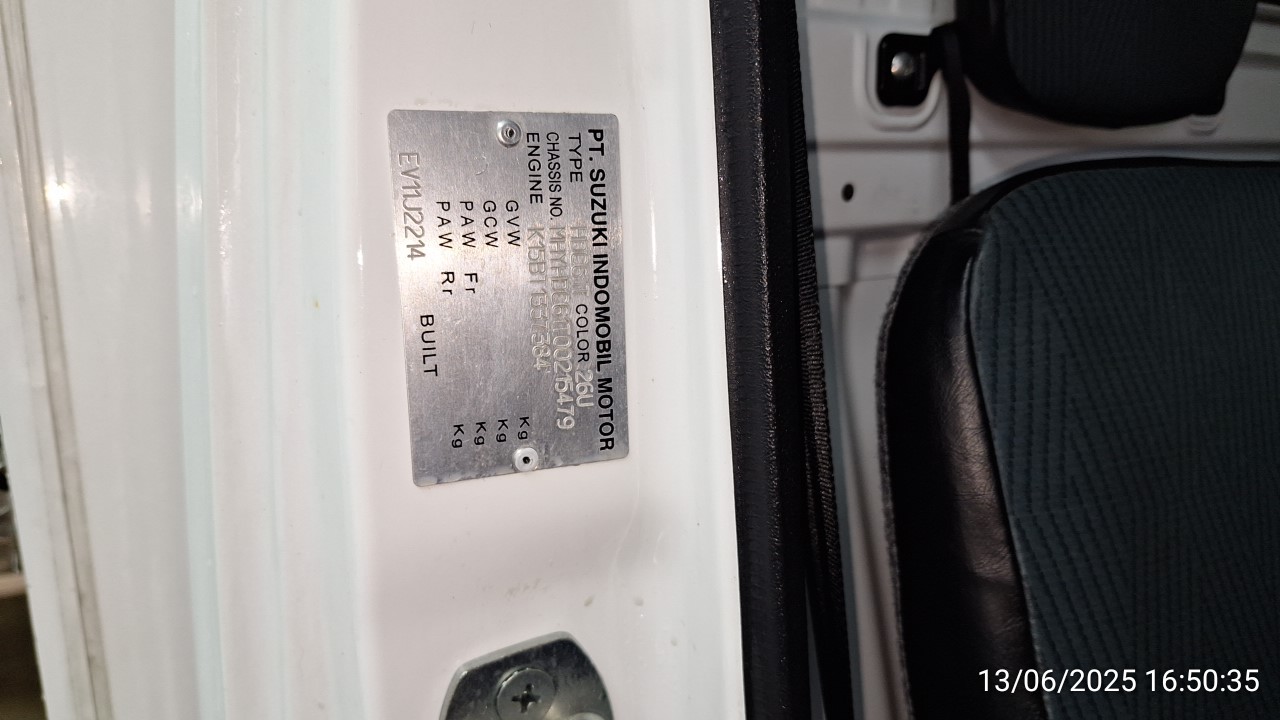 PT. SUZUKI INDOMOBIL MOTOR
TYPE COLOR 26U
CHASSIS NO.
ENGINE
GVW Kg
GCW Kg
PAW Fr Kg
PAW Rr Kg
EV11J2214 BUILT
13/06/2025 16:50:35